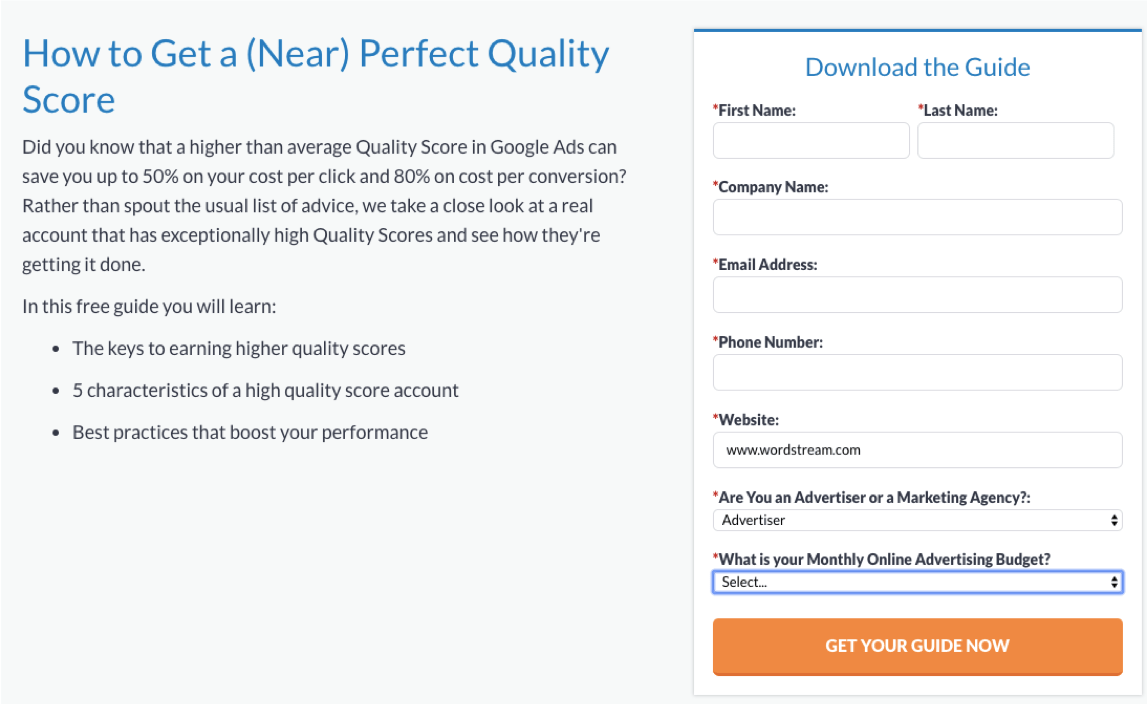 How to Get a (Near) Perfect Quality
Score
Did you know that a higher than average Quality Score in Google Ads can
save you up to 50% on your cost per click and 80% on cost per conversion?
Rather than spout the usual list of advice, we take a close look at a real
account that has exceptionally high Quality Scores and see how they're
getting it done.
In this free guide you will learn:
• The keys to earning higher quality scores
• 5 characteristics of a high quality score account
• Best practices that boost your performance
Download the Guide
*First Name: *Last Name:
*Company Name:
*Email Address:
*Phone Number:
*Website:
www.wordstream.com
*Are You an Advertiser or a Marketing Agency?:
Advertiser
*What is your Monthly Online Advertising Budget?
Select...
GET YOUR GUIDE NOW